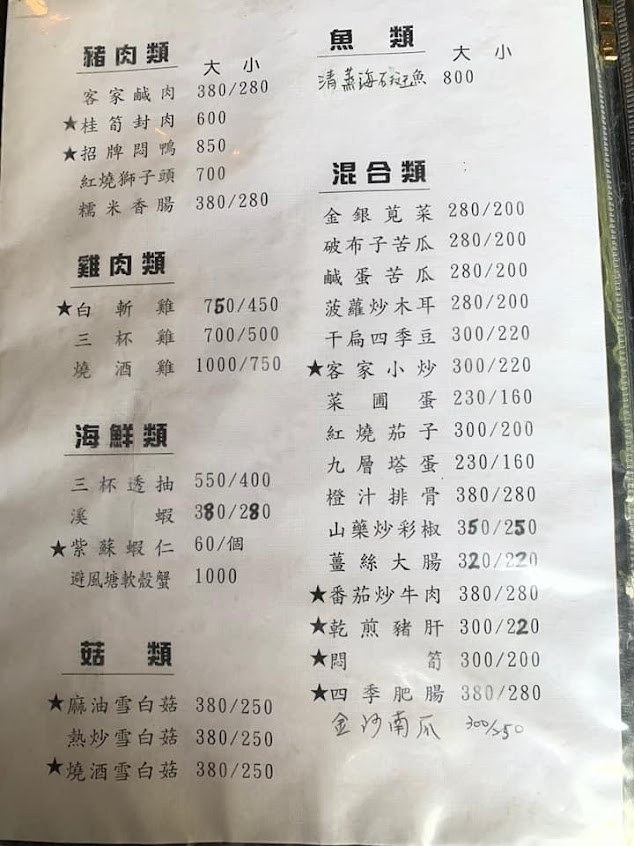 豬肉類
大 小
客家鹹肉 380/280
★桂筍封肉 600
★招牌悶鴨 850
紅燒獅子頭 700
糯米香腸 380/280
雞肉類
★白斬雞 750/450
三杯雞 700/500
燒酒雞 1000/750
海鮮類
三杯透抽 550/400
溪蝦 380/280
★紫蘇蝦仁 60/個
避風塘軟殼蟹 1000
菇類
★麻油雪白菇 380/250
熱炒雪白菇 380/250
★燒酒雪白菇 380/250
魚類
大 小
清蒸海石斑魚 800
混合類
金銀莧菜 280/200
破布子苦瓜 280/200
鹹蛋苦瓜 280/200
菠蘿炒木耳 280/200
干扁四季豆 300/220
★客家小炒 300/220
菜圃蛋 230/160
紅燒茄子 300/200
九層塔蛋 230/160
橙汁排骨 380/280
山藥炒彩椒 350/250
薑絲大腸 320/220
★番茄炒牛肉 380/280
★乾煎豬肝 300/220
★悶筍 300/200
★四季肥腸 380/280
金沙南瓜 300/250